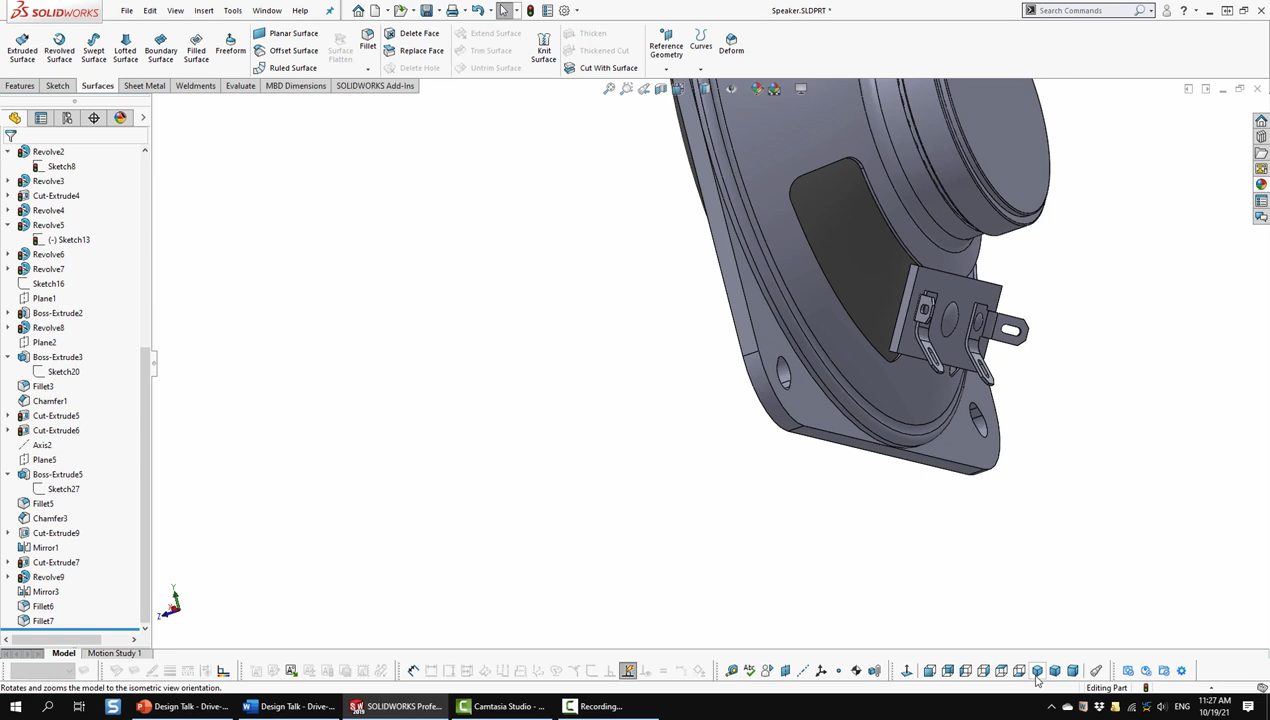 SOLIDWORKS
File Edit View Insert Tools Window Help
Speaker.SLDPRT *
Search Commands
Extruded Surface
Revolved Surface
Swept Surface
Lofted Surface
Boundary Surface
Filled Surface
Freeform
Planar Surface
Offset Surface
Ruled Surface
Surface Flatten
Fillet
Delete Face
Replace Face
Delete Hole
Extend Surface
Trim Surface
Untrim Surface
Knit Surface
Thicken
Thickened Cut
Cut With Surface
Reference Geometry
Curves
Deform
Features Sketch Surfaces Sheet Metal Weldments Evaluate MBD Dimensions SOLIDWORKS Add-Ins
Revolve2
Sketch8
Revolve3
Cut-Extrude4
Revolve4
Revolve5
(-) Sketch13
Revolve6
Revolve7
Sketch16
Plane1
Boss-Extrude2
Revolve8
Plane2
Boss-Extrude3
Sketch20
Fillet3
Chamfer1
Cut-Extrude5
Cut-Extrude6
Axis2
Plane5
Boss-Extrude5
Sketch27
Fillet5
Chamfer3
Cut-Extrude9
Mirror1
Cut-Extrude7
Revolve9
Mirror3
Fillet6
Fillet7
Y
Z
Model Motion Study 1
Rotates and zooms the model to the isometric view orientation.
Editing Part
Design Talk - Drive-...
Design Talk - Drive-...
SOLIDWORKS Profe...
Camtasia Studio - ...
Recording...
11:27 AM
10/19/21